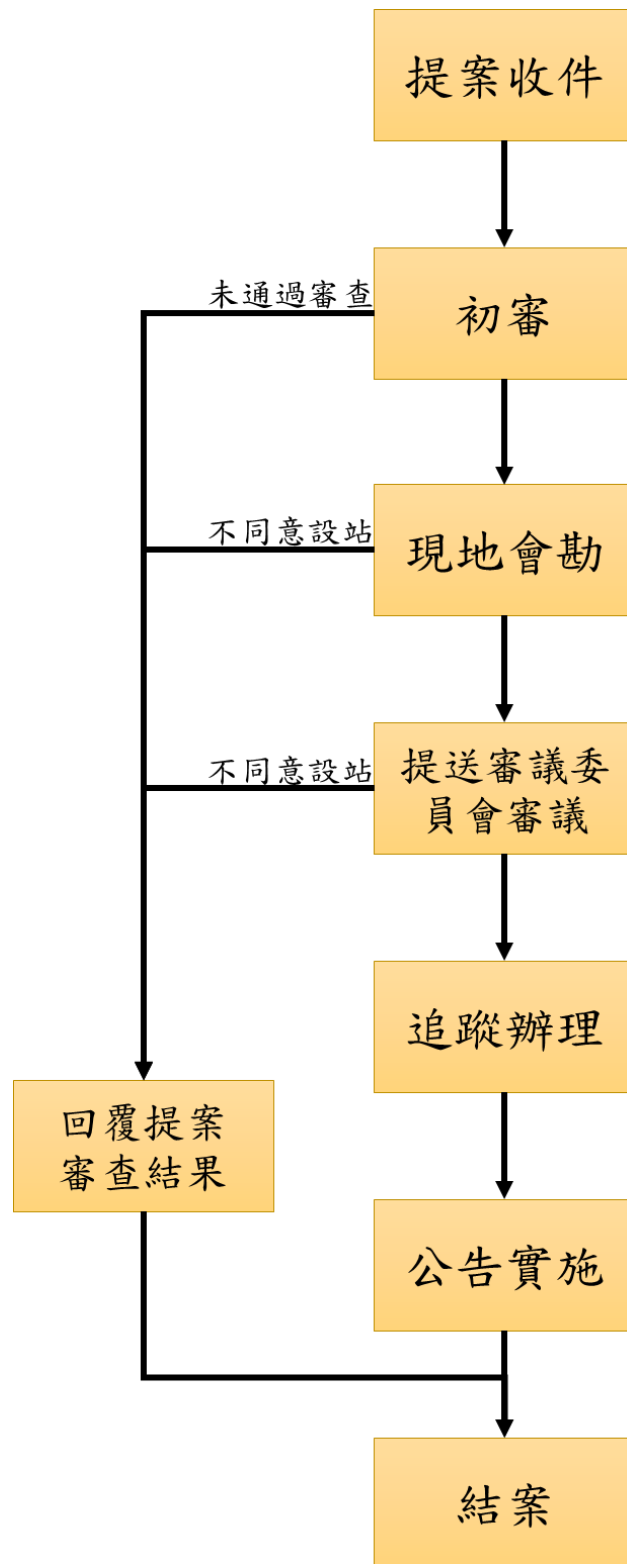 提案收件
未通過審查
初審
不同意設站
現地會勘
不同意設站
提送審議委
員會審議
追蹤辦理
回覆提案
審查結果
公告實施
結案